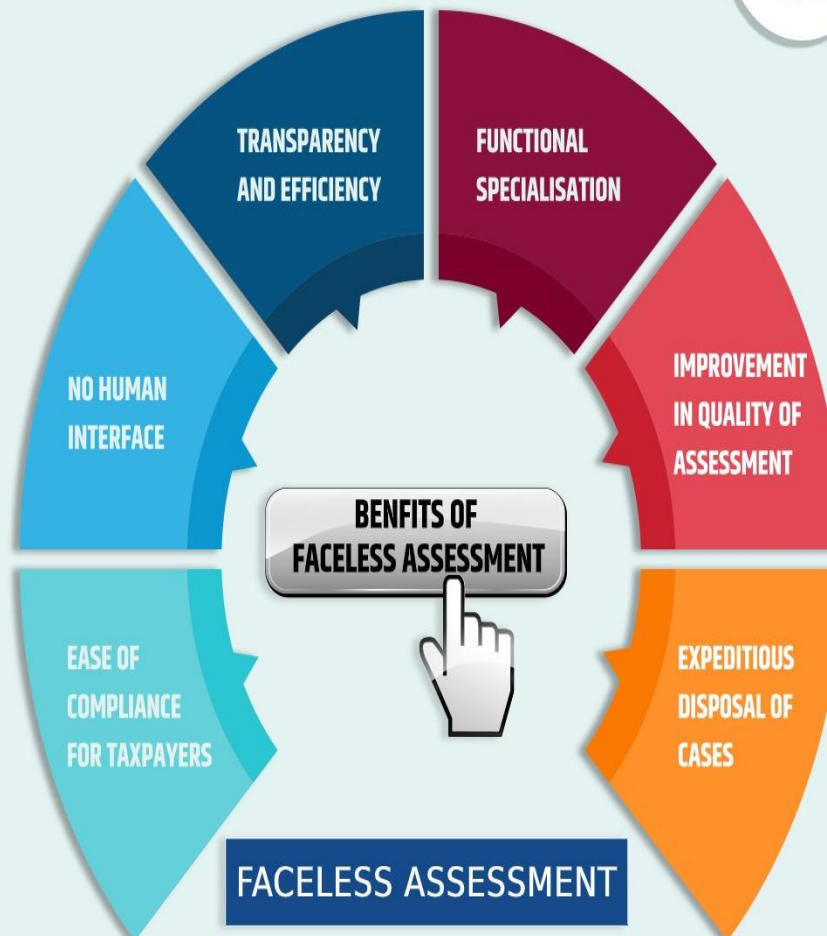 TRANSPARENCY
AND EFFICIENCY
FUNCTIONAL
SPECIALISATION
NO HUMAN
INTERFACE
IMPROVEMENT
IN QUALITY OF
ASSESSMENT
BENFITS OF
FACELESS ASSESSMENT
EASE OF
COMPLIANCE
FOR TAXPAYERS
EXPEDITIOUS
DISPOSAL OF
CASES
FACELESS ASSESSMENT